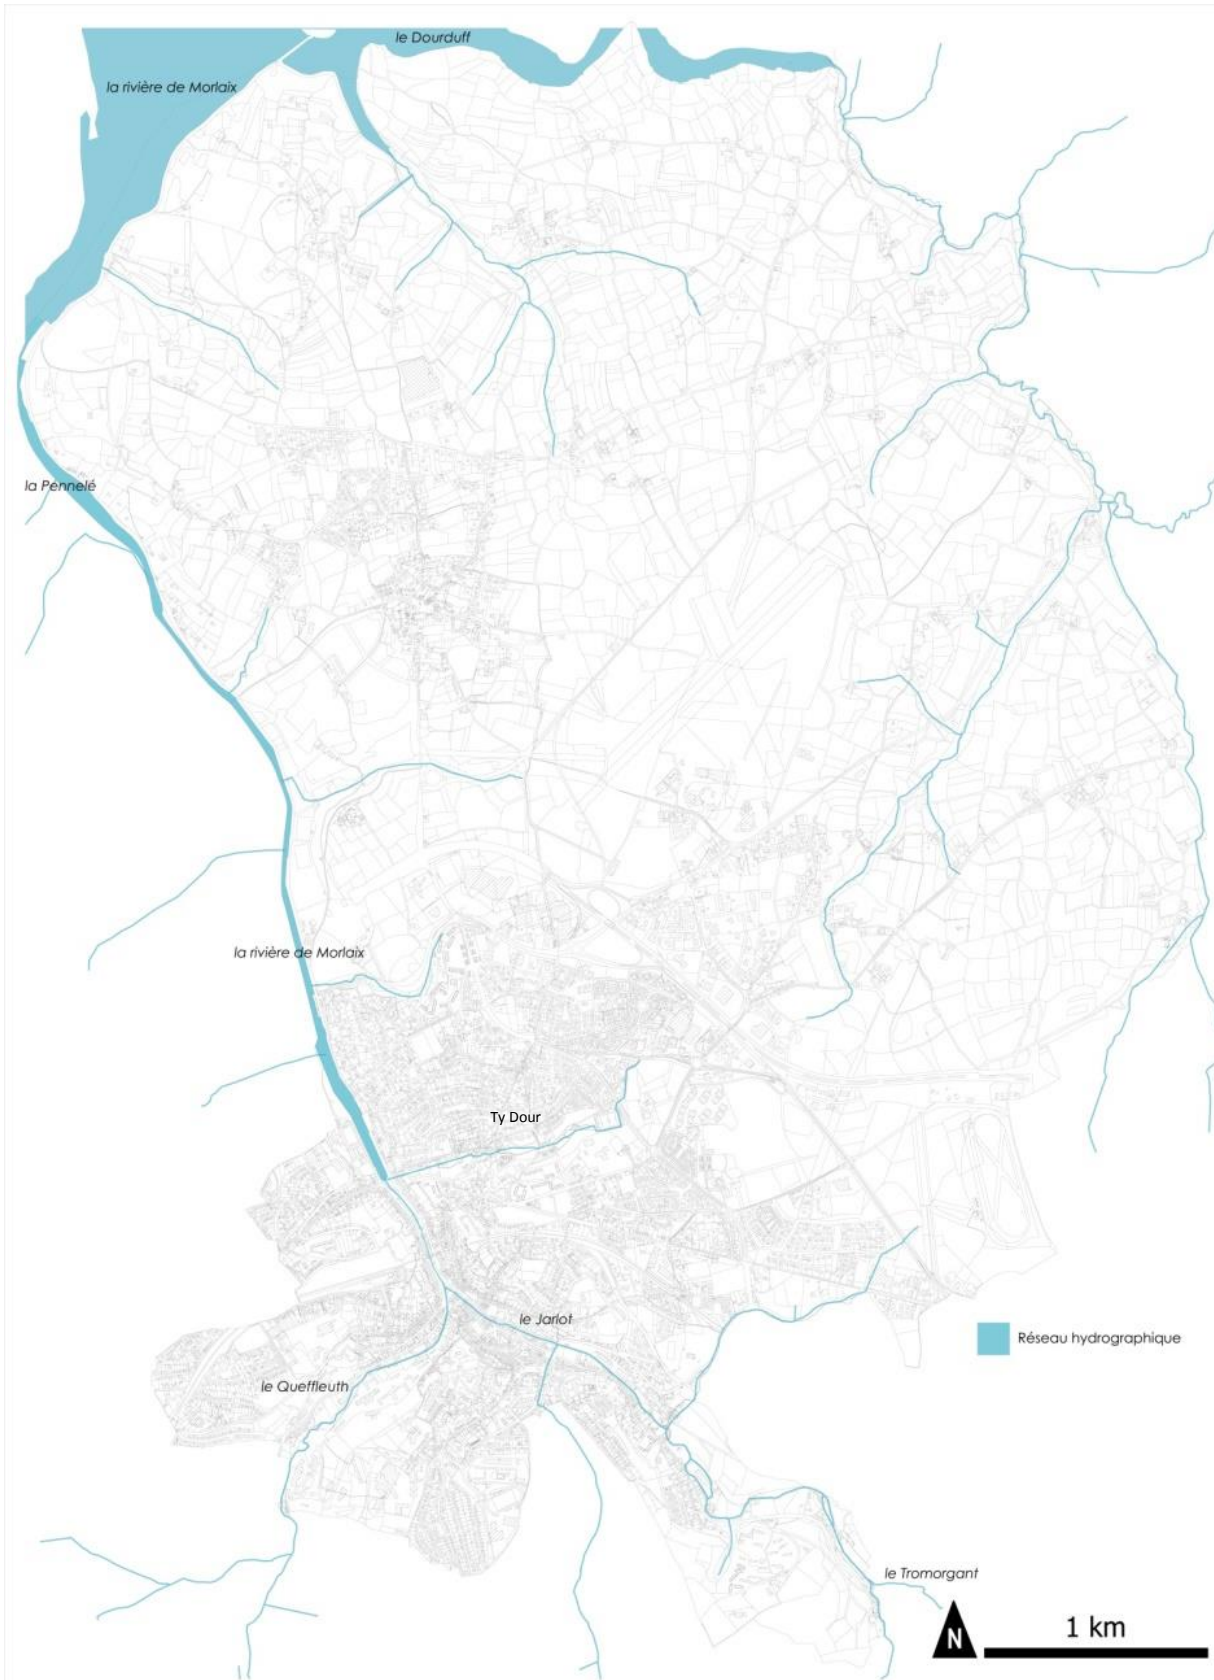 le Dourduff
la rivière de Morlaix
la Pennelé
la rivière de Morlaix
Ty Dour
le Jarlot
Réseau hydrographique
le Queffleuth
le Tromorgant
N
1 km